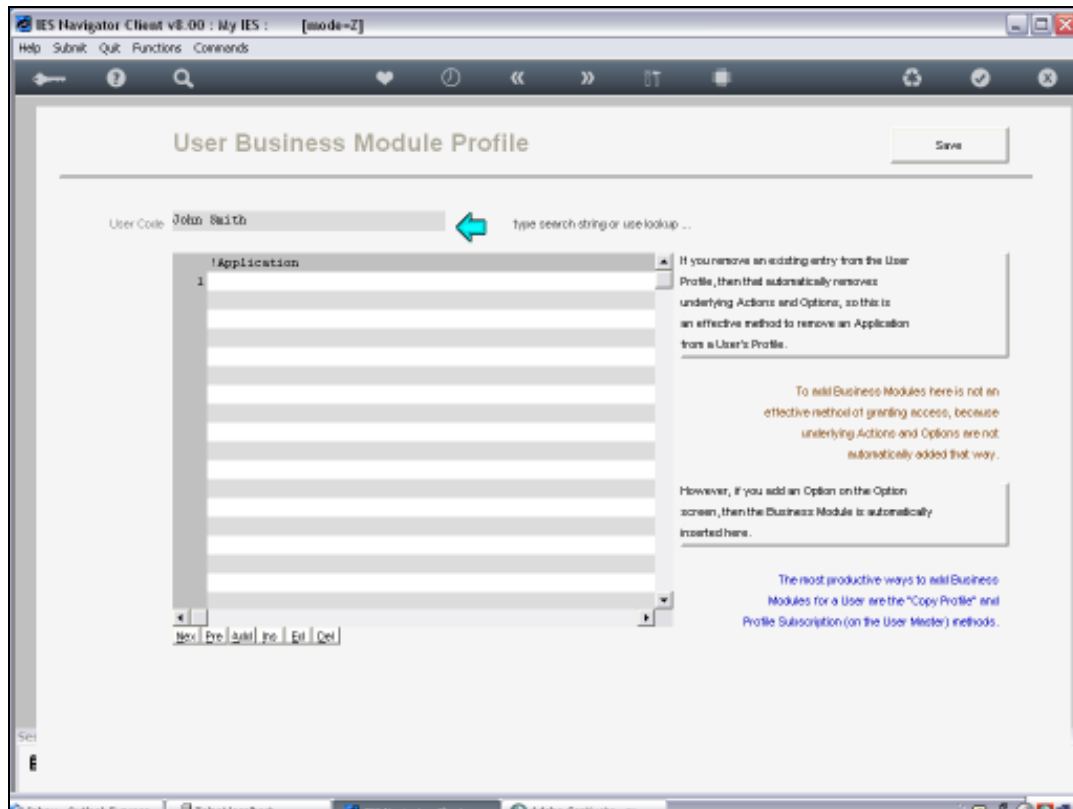 IES Navigator Client v8.00 : My IES :      [mode=Z]
Help  Submit  Quit  Functions  Commands
User Business Module Profile
Save
User Code  John Smith
type search string or use lookup ...
!Application
1
If you remove an existing entry from the User
Profile, then that automatically removes
underlying Actions and Options, so this is
an effective method to remove an Application
from a User's Profile.
To add Business Modules here is not an
effective method of granting access, because
underlying Actions and Options are not
automatically added that way.
However, if you add an Option on the Option
screen, then the Business Module is automatically
inserted here.
The most productive ways to add Business
Modules for a User are the "Copy Profile" and
Profile Subscription (on the User Master) methods.
Nex  Pre  Add  Ins  Ed  Del